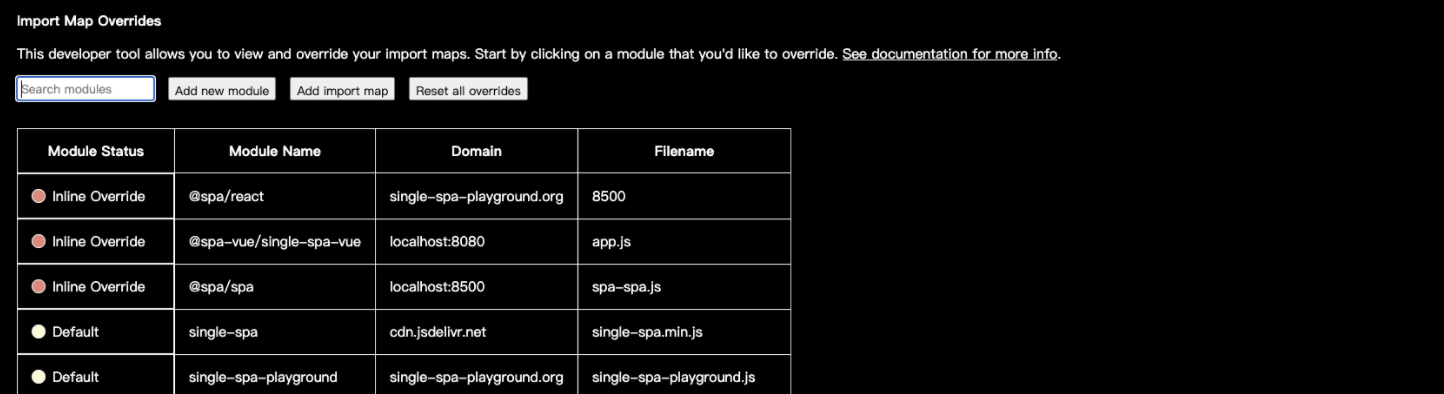 Import Map Overrides
This developer tool allows you to view and override your import maps. Start by clicking on a module that you'd like to override. See documentation for more info.
Search modules Add new module Add import map Reset all overrides
Module Status Module Name Domain Filename
Inline Override @spa/react single-spa-playground.org 8500
Inline Override @spa-vue/single-spa-vue localhost:8080 app.js
Inline Override @spa/spa localhost:8500 spa-spa.js
Default single-spa cdn.jsdelivr.net single-spa.min.js
Default single-spa-playground single-spa-playground.org single-spa-playground.js